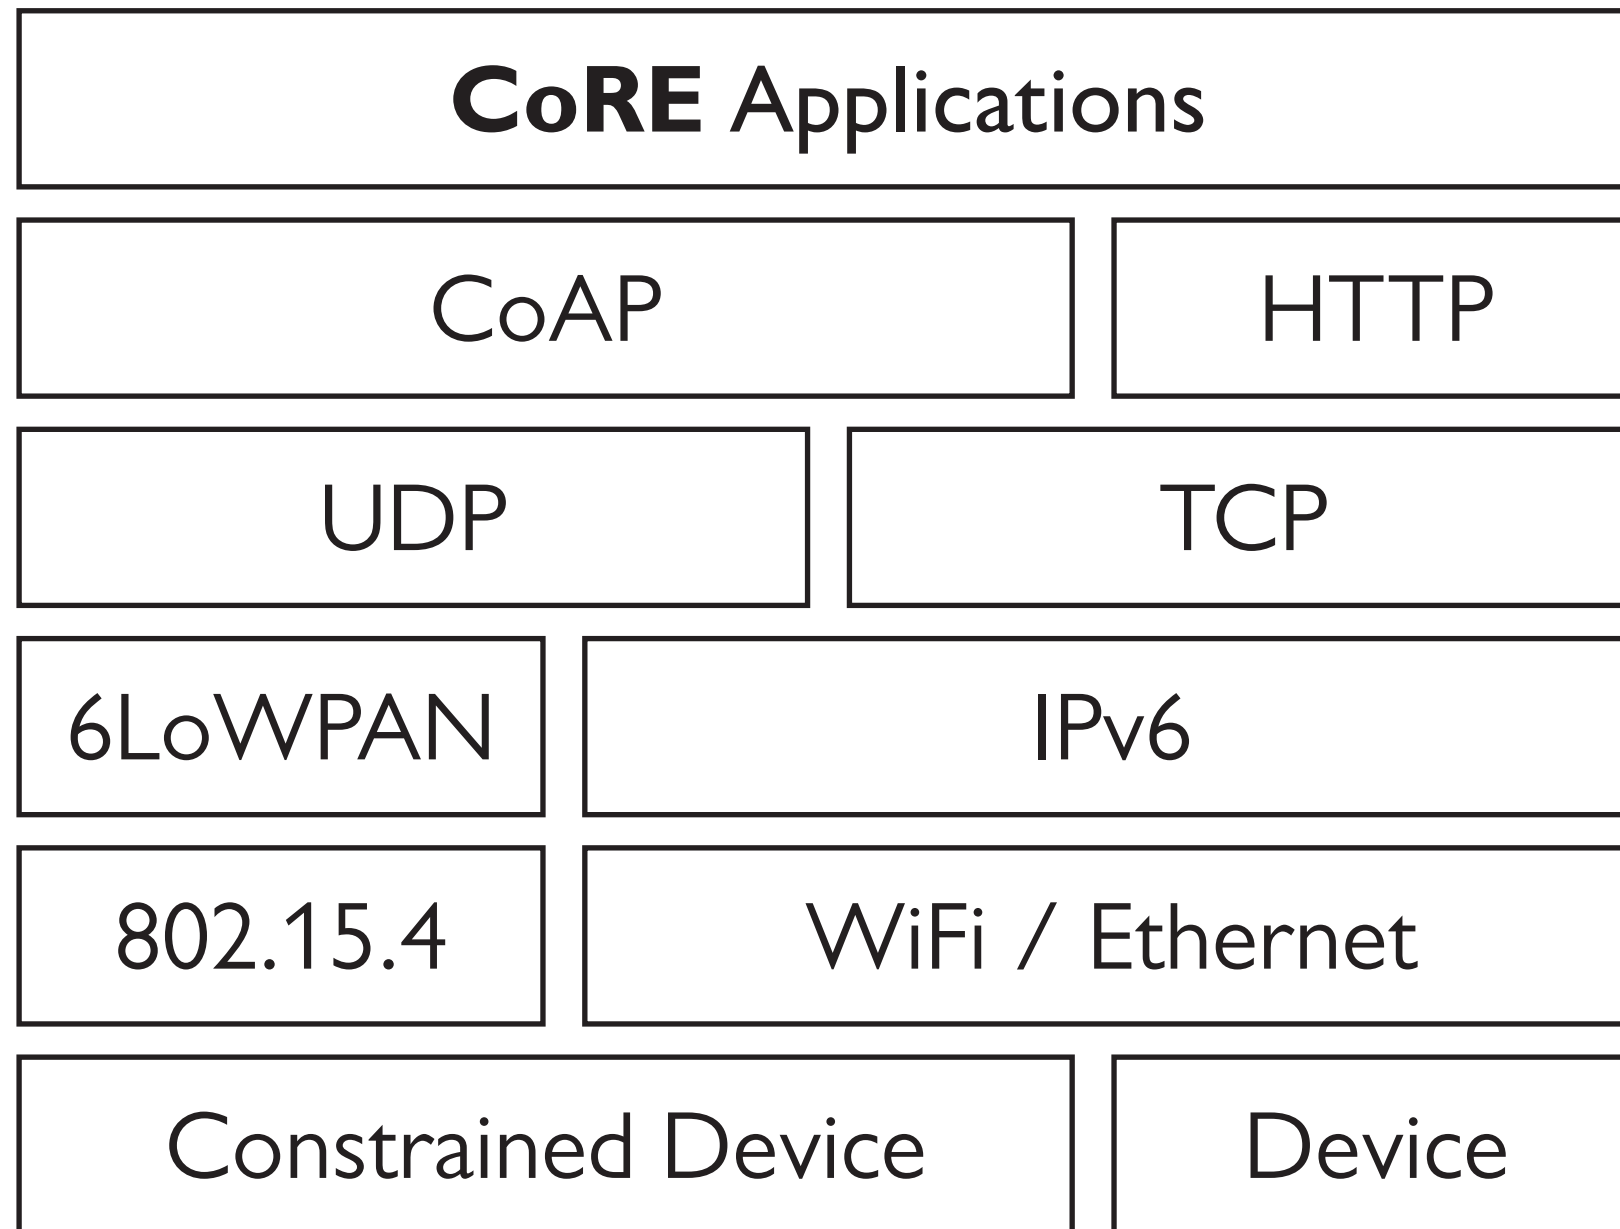 CoRE Applications
CoAP
HTTP
UDP
TCP
6LoWPAN
IPv6
802.15.4
WiFi / Ethernet
Constrained Device
Device